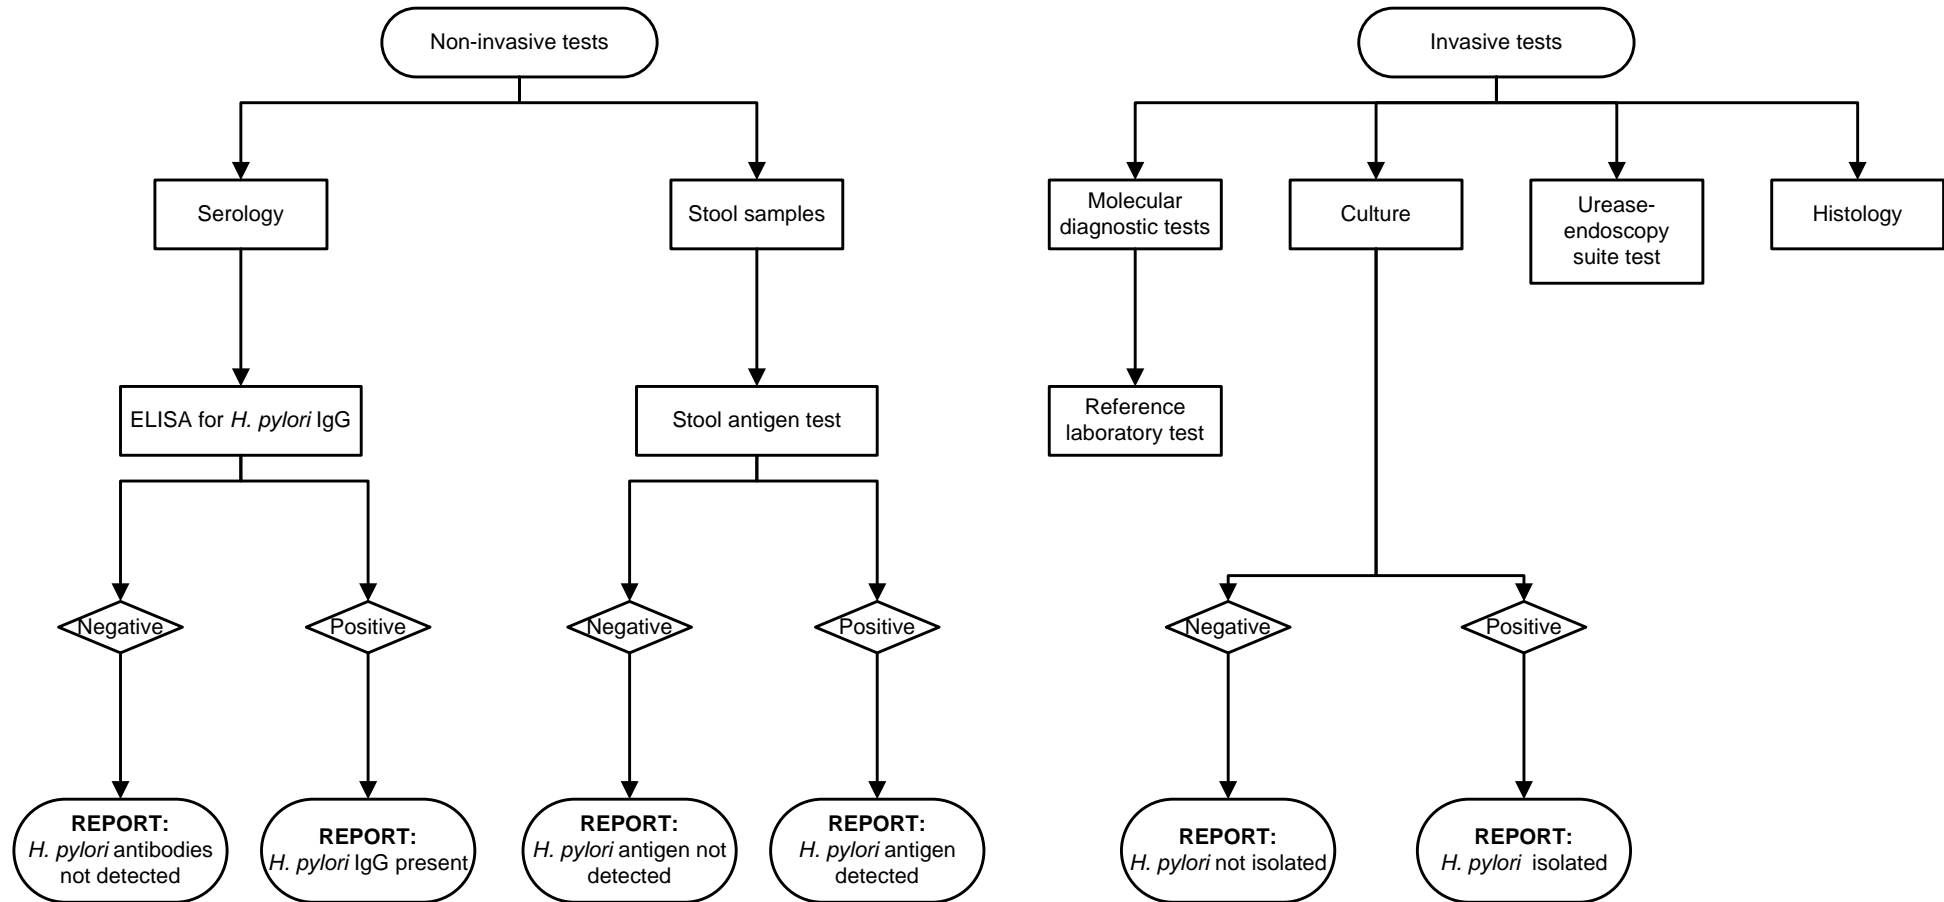 Non-invasive tests
Invasive tests
Serology
Stool samples
Molecular
diagnostic tests
Culture
Urease-
endoscopy
suite test
Histology
ELISA for H. pylori IgG
Stool antigen test
Reference
laboratory test
Negative
Positive
Negative
Positive
Negative
Positive
REPORT:
H. pylori antibodies
not detected
REPORT:
H. pylori IgG present
REPORT:
H. pylori antigen not
detected
REPORT:
H. pylori antigen
detected
REPORT:
H. pylori not isolated
REPORT:
H. pylori isolated